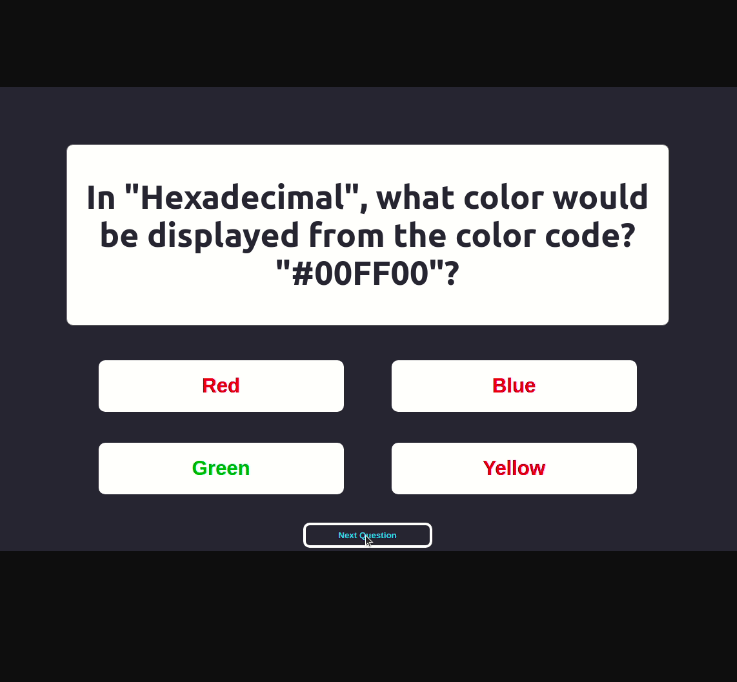 In "Hexadecimal", what color would
be displayed from the color code?
"#00FF00"?
Red
Blue
Green
Yellow
Next Question